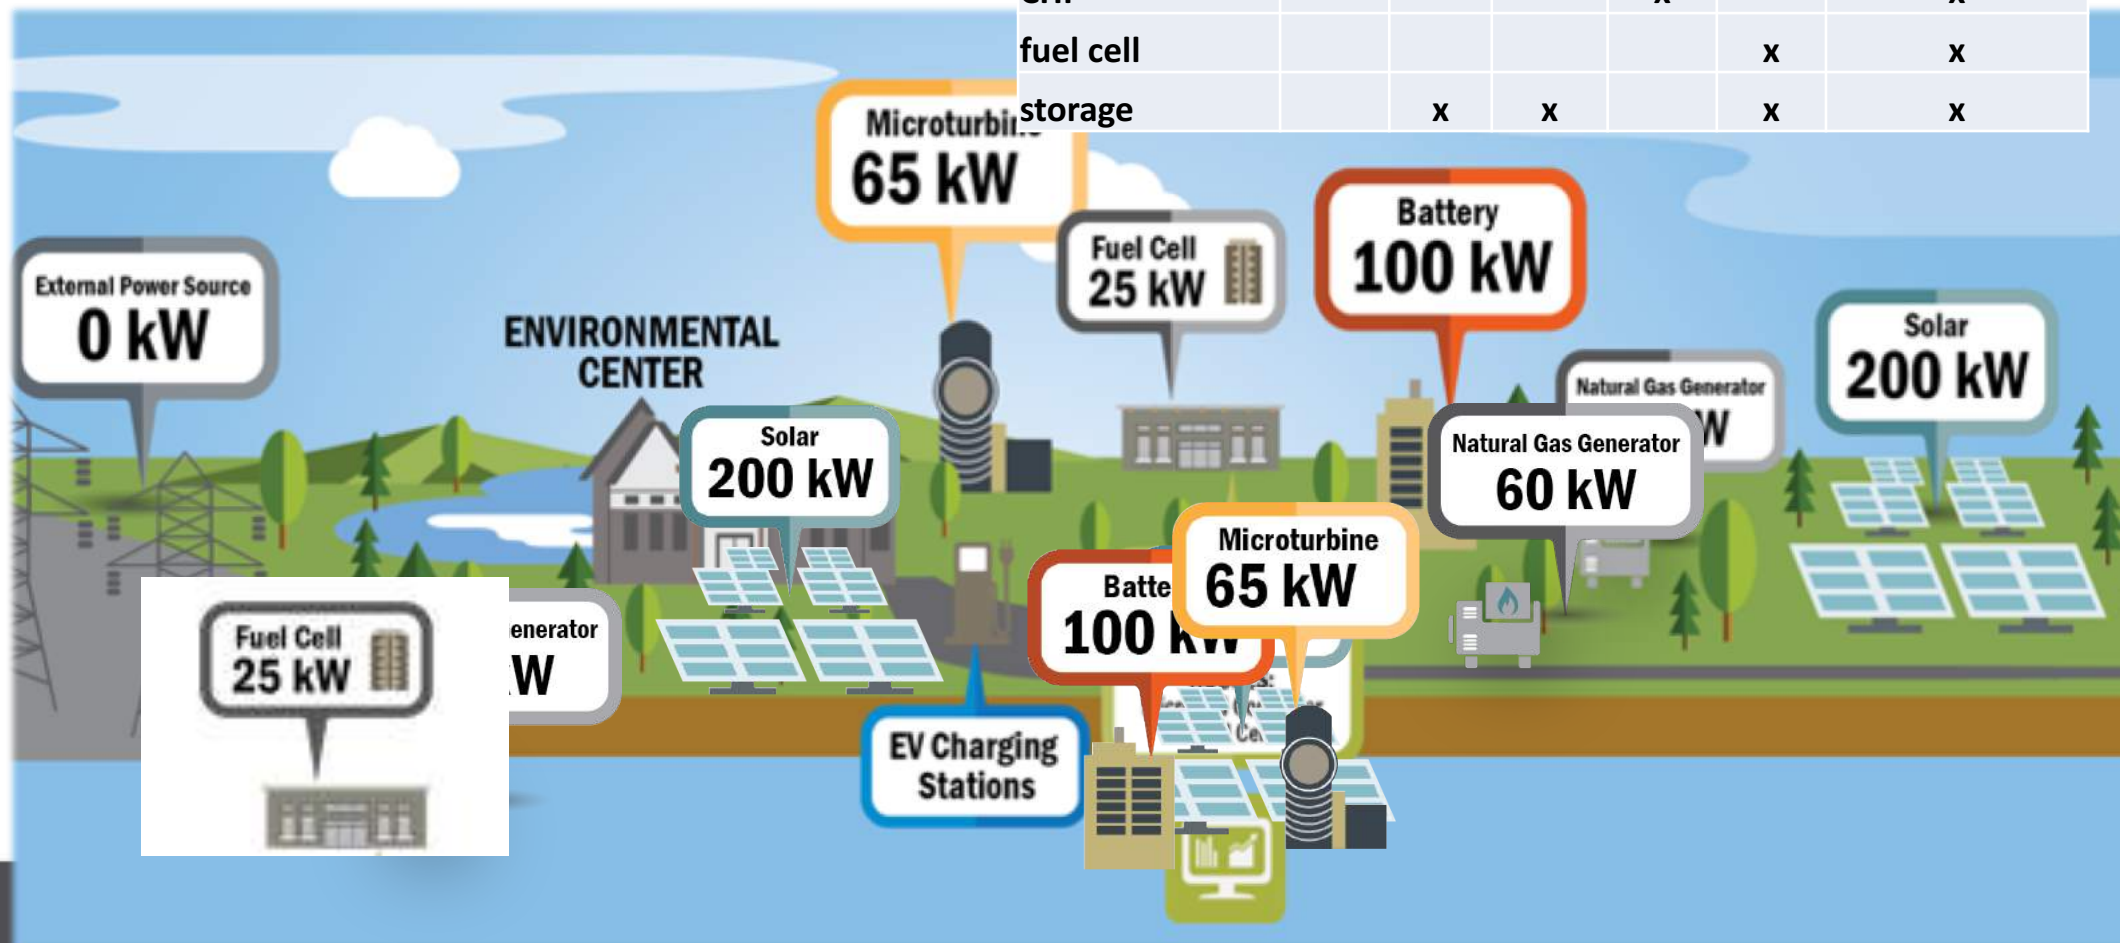 x x
fuel cell x x
storage x x x x
Microturbine
65 kW
Battery
100 kW
Fuel Cell
25 kW
External Power Source
0 kW
Solar
200 kW
ENVIRONMENTAL
CENTER
Natural Gas Generator
W
Solar
200 kW
Natural Gas Generator
60 kW
Microturbine
65 kW
Batte
100 kW
Fuel Cell
25 kW
enerator
W
EV Charging
Stations